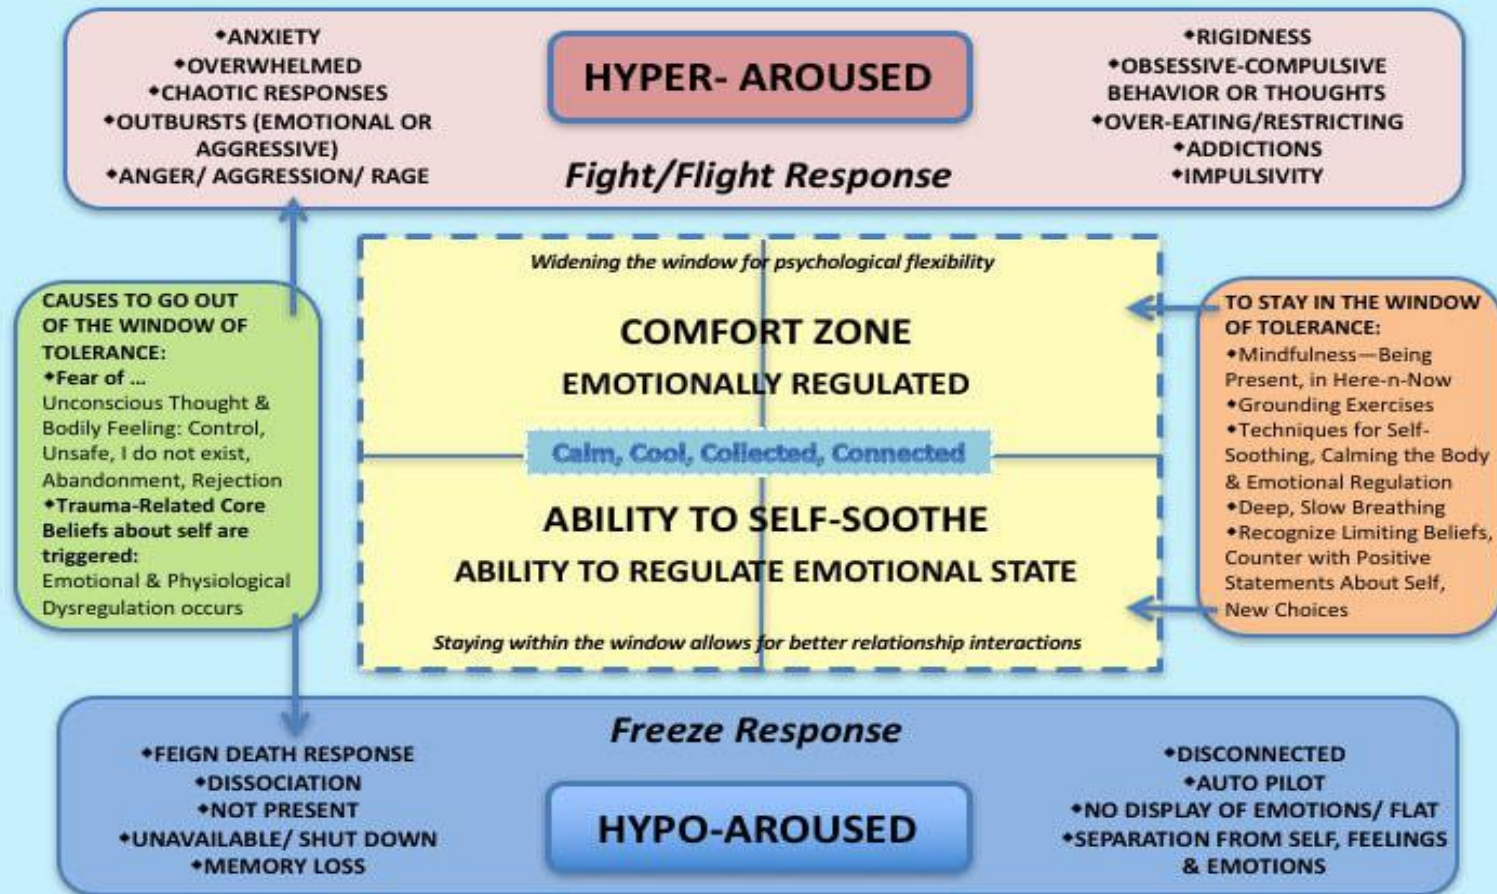 ◆ANXIETY
◆OVERWHELMED
◆CHAOTIC RESPONSES
◆OUTBURSTS (EMOTIONAL OR
AGGRESSIVE)
◆ANGER/ AGGRESSION/ RAGE
HYPER- AROUSED
Fight/Flight Response
◆RIGIDNESS
◆OBSESSIVE-COMPULSIVE
BEHAVIOR OR THOUGHTS
◆OVER-EATING/RESTRICTING
◆ADDICTIONS
◆IMPULSIVITY
CAUSES TO GO OUT
OF THE WINDOW OF
TOLERANCE:
◆Fear of ...
Unconscious Thought &
Bodily Feeling: Control,
Unsafe, I do not exist,
Abandonment, Rejection
◆Trauma-Related Core
Beliefs about self are
triggered:
Emotional & Physiological
Dysregulation occurs
Widening the window for psychological flexibility
COMFORT ZONE
EMOTIONALLY REGULATED
Calm, Cool, Collected, Connected
ABILITY TO SELF-SOOTHE
ABILITY TO REGULATE EMOTIONAL STATE
Staying within the window allows for better relationship interactions
TO STAY IN THE WINDOW
OF TOLERANCE:
◆Mindfulness—Being
Present, in Here-n-Now
◆Grounding Exercises
◆Techniques for Self-
Soothing, Calming the Body
& Emotional Regulation
◆Deep, Slow Breathing
◆Recognize Limiting Beliefs,
Counter with Positive
Statements About Self,
New Choices
◆FEIGN DEATH RESPONSE
◆DISSOCIATION
◆NOT PRESENT
◆UNAVAILABLE/ SHUT DOWN
◆MEMORY LOSS
Freeze Response
HYPO-AROUSED
◆DISCONNECTED
◆AUTO PILOT
◆NO DISPLAY OF EMOTIONS/ FLAT
◆SEPARATION FROM SELF, FEELINGS
& EMOTIONS